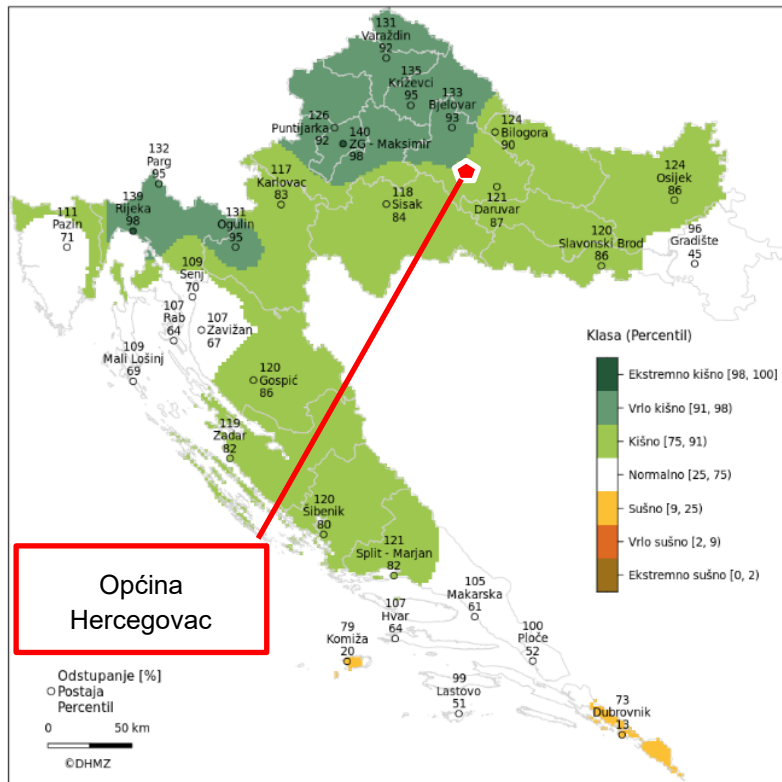 131
Varaždin
92
135
Križevci
95
133
Bjelovar
93
126
Puntijarka
92
140
ZG - Maksimir
98
124
Bilogora
90
132
Parg
95
117
Karlovac
83
118
Sisak
84
121
Daruvar
87
124
Osijek
86
139
Rijeka
98
131
Ogulin
95
111
Pazin
71
120
Slavonski Brod
86
96
Gradište
45
109
Senj
70
107
Rab
64
107
Zavižan
67
109
Mali Lošinj
69
120
Gospić
86
119
Zadar
82
120
Šibenik
80
121
Split - Marjan
82
105
Makarska
61
107
Hvar
64
79
Komiža
20
100
Ploče
52
99
Lastovo
51
73
Dubrovnik
13
Klasa (Percentil)
Ekstremno kišno [98, 100]
Vrlo kišno [91, 98)
Kišno [75, 91)
Normalno [25, 75)
Sušno [9, 25)
Vrlo sušno [2, 9)
Ekstremno sušno [0, 2)
Općina
Hercegovac
Odstupanje [%]
Postaja
Percentil
0 50 km
©DHMZ